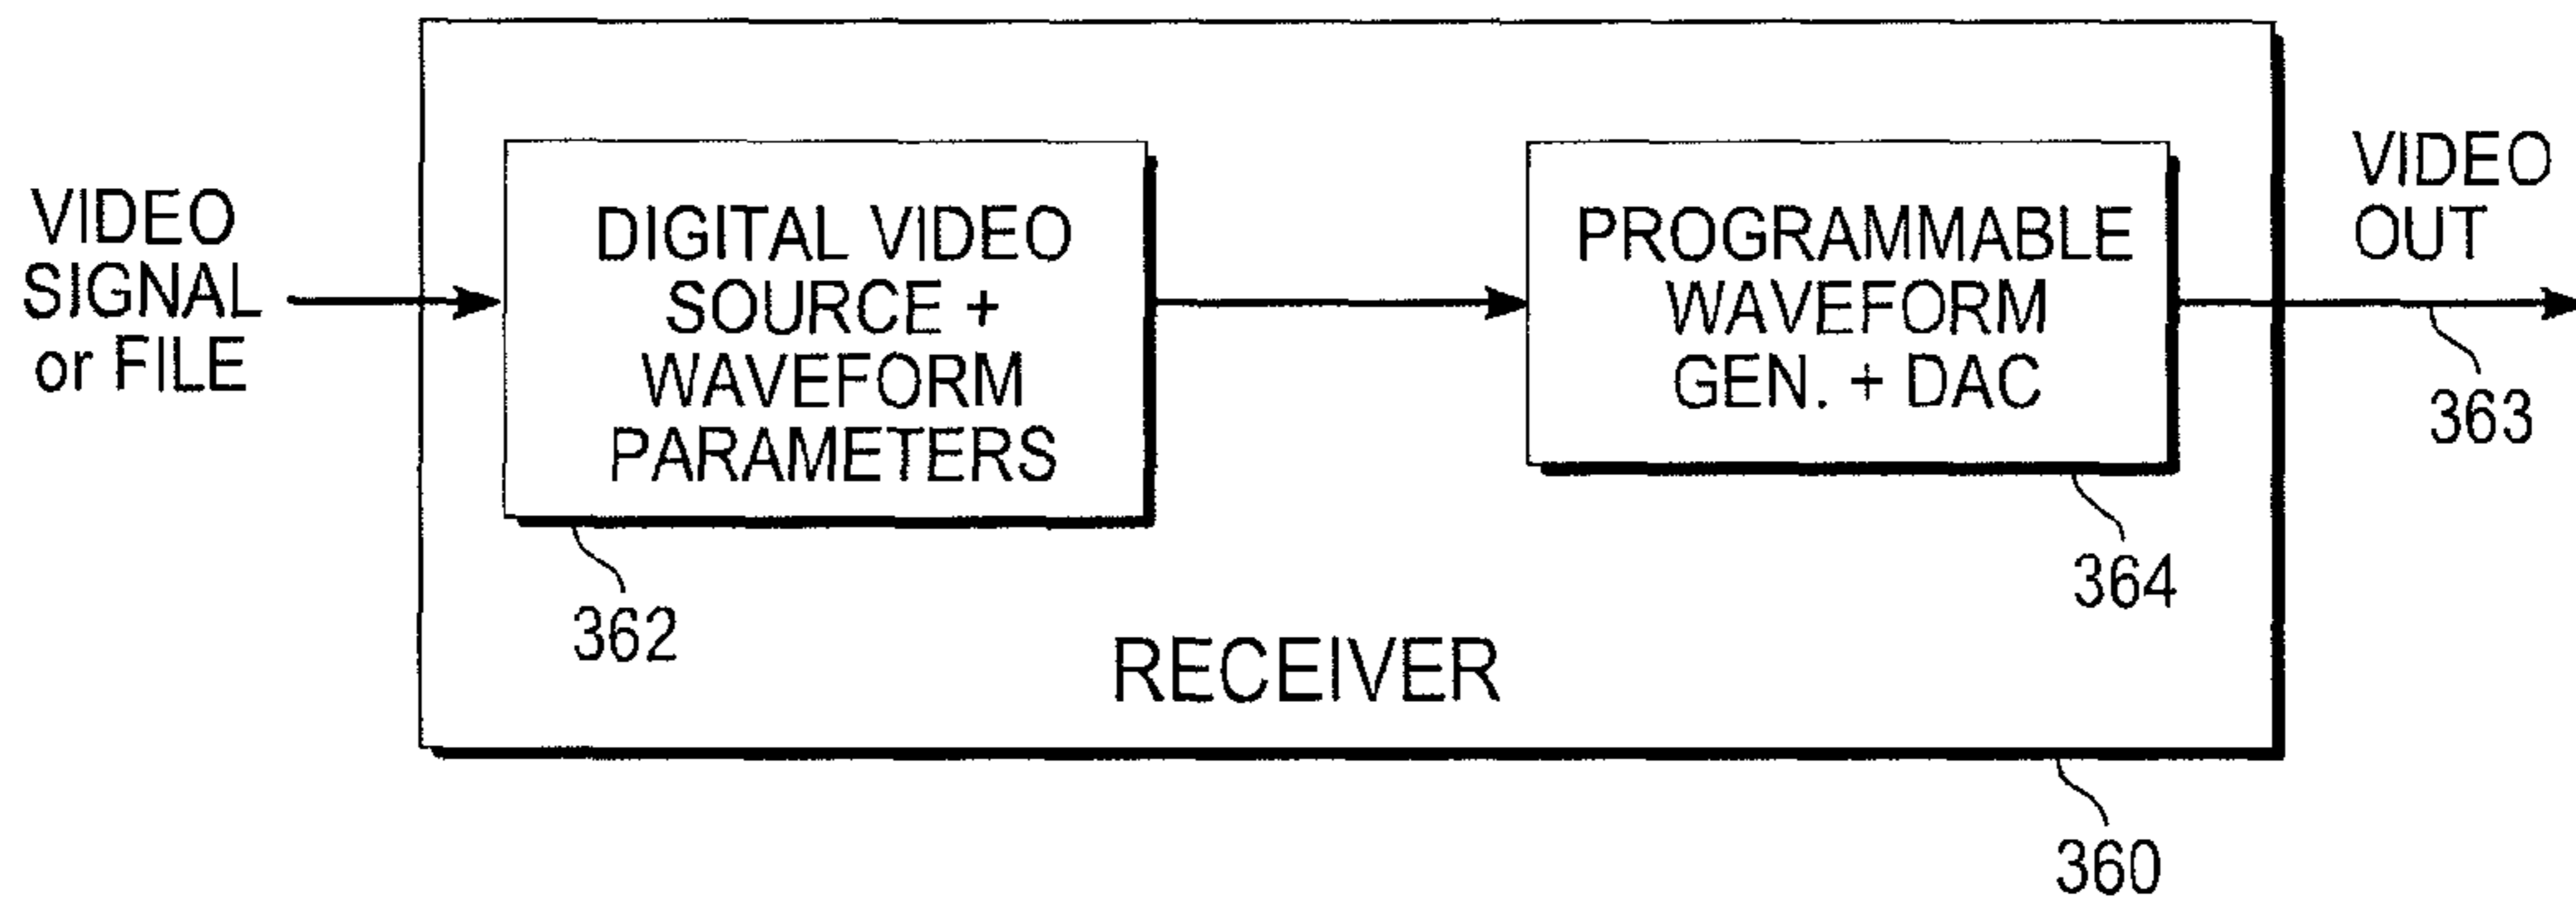 VIDEO
SIGNAL
or FILE
DIGITAL VIDEO
SOURCE +
WAVEFORM
PARAMETERS
362
PROGRAMMABLE
WAVEFORM
GEN. + DAC
364
VIDEO
OUT
363
RECEIVER
360